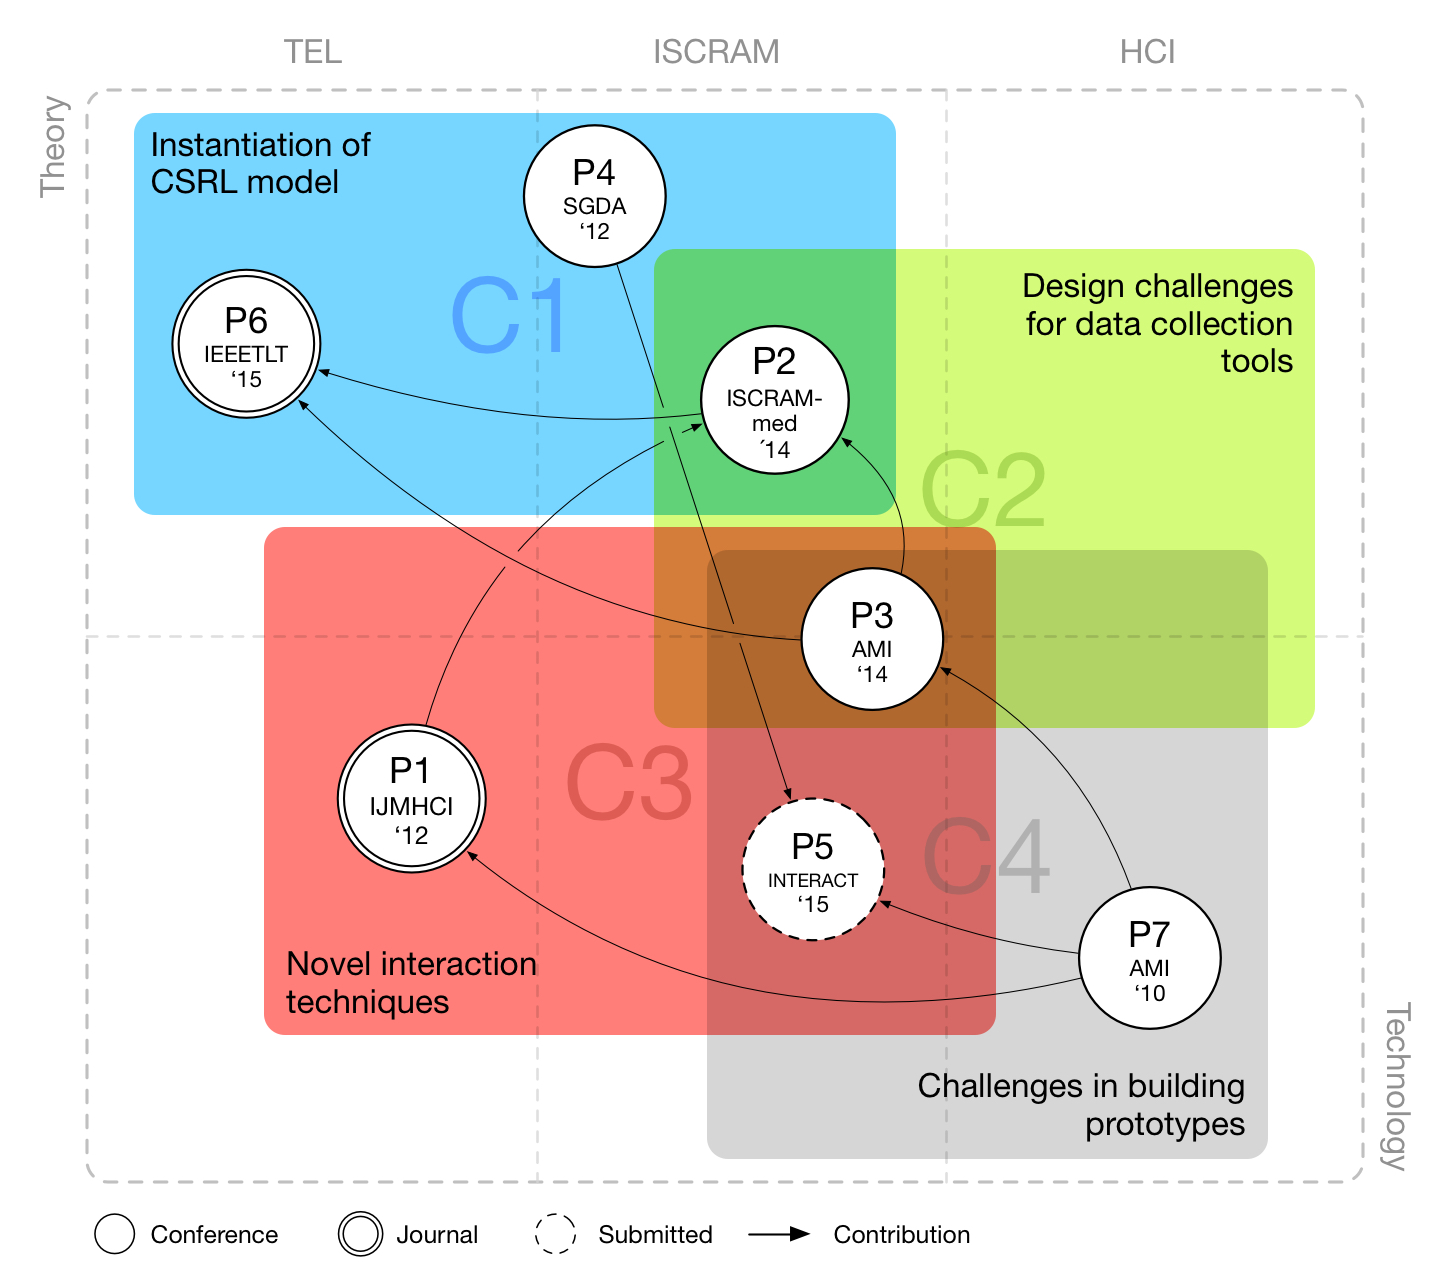 TEL
ISCRAM
HCI
Theory
Instantiation of
CSRL model
P4
SGDA
‘12
C1
P6
IEEETLT
‘15
Design challenges
for data collection
tools
P2
ISCRAM-
med
´14
C2
P3
AMI
‘14
P1
IJMHCI
‘12
C3
P5
INTERACT
‘15
C4
P7
AMI
‘10
Novel interaction
techniques
Challenges in building
prototypes
Technology
Conference
Journal
Submitted
Contribution